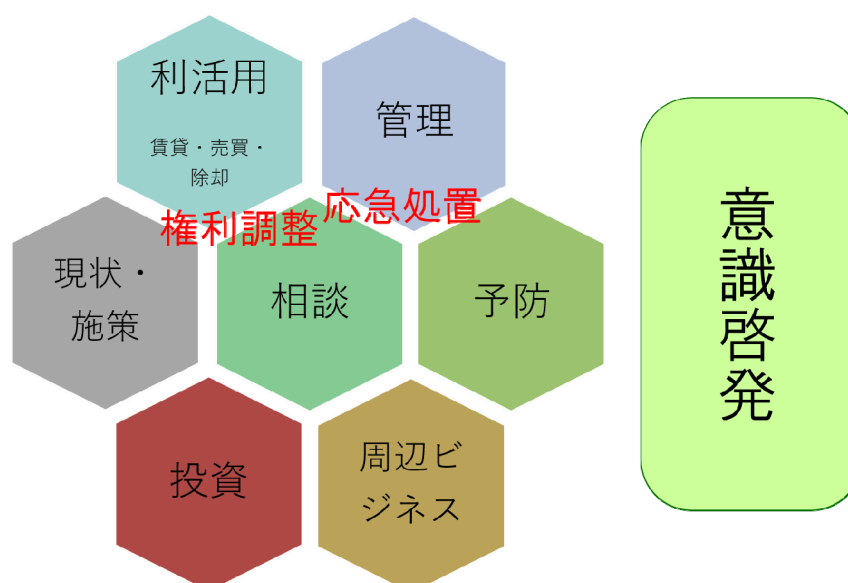 利活用
賃貸・売買・
除却
管理
権利調整
応急処置
現状・
施策
相談
予防
投資
周辺ビ
ジネス
意識啓発